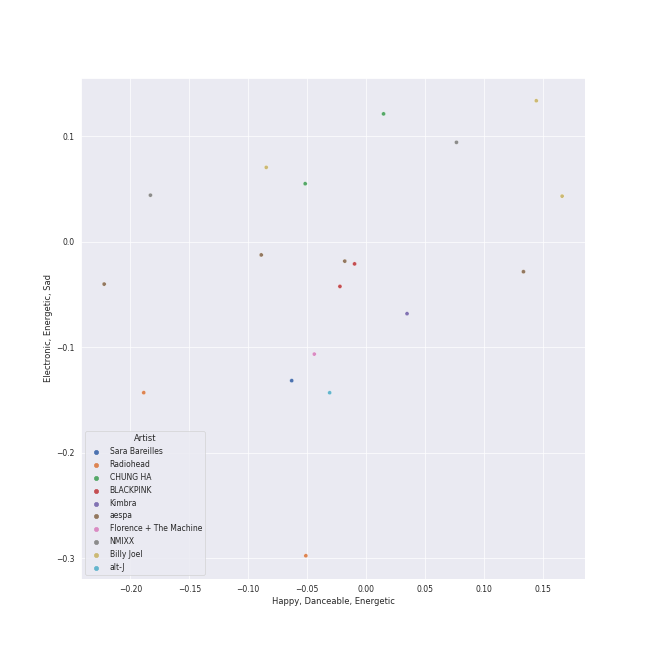 0.1
0.0
−0.1
−0.2
−0.3
Electronic, Energetic, Sad
Artist
Sara Bareilles
Radiohead
CHUNG HA
BLACKPINK
Kimbra
aespa
Florence + The Machine
NMIXX
Billy Joel
alt-J
−0.20 −0.15 −0.10 −0.05 0.00 0.05 0.10 0.15
Happy, Danceable, Energetic